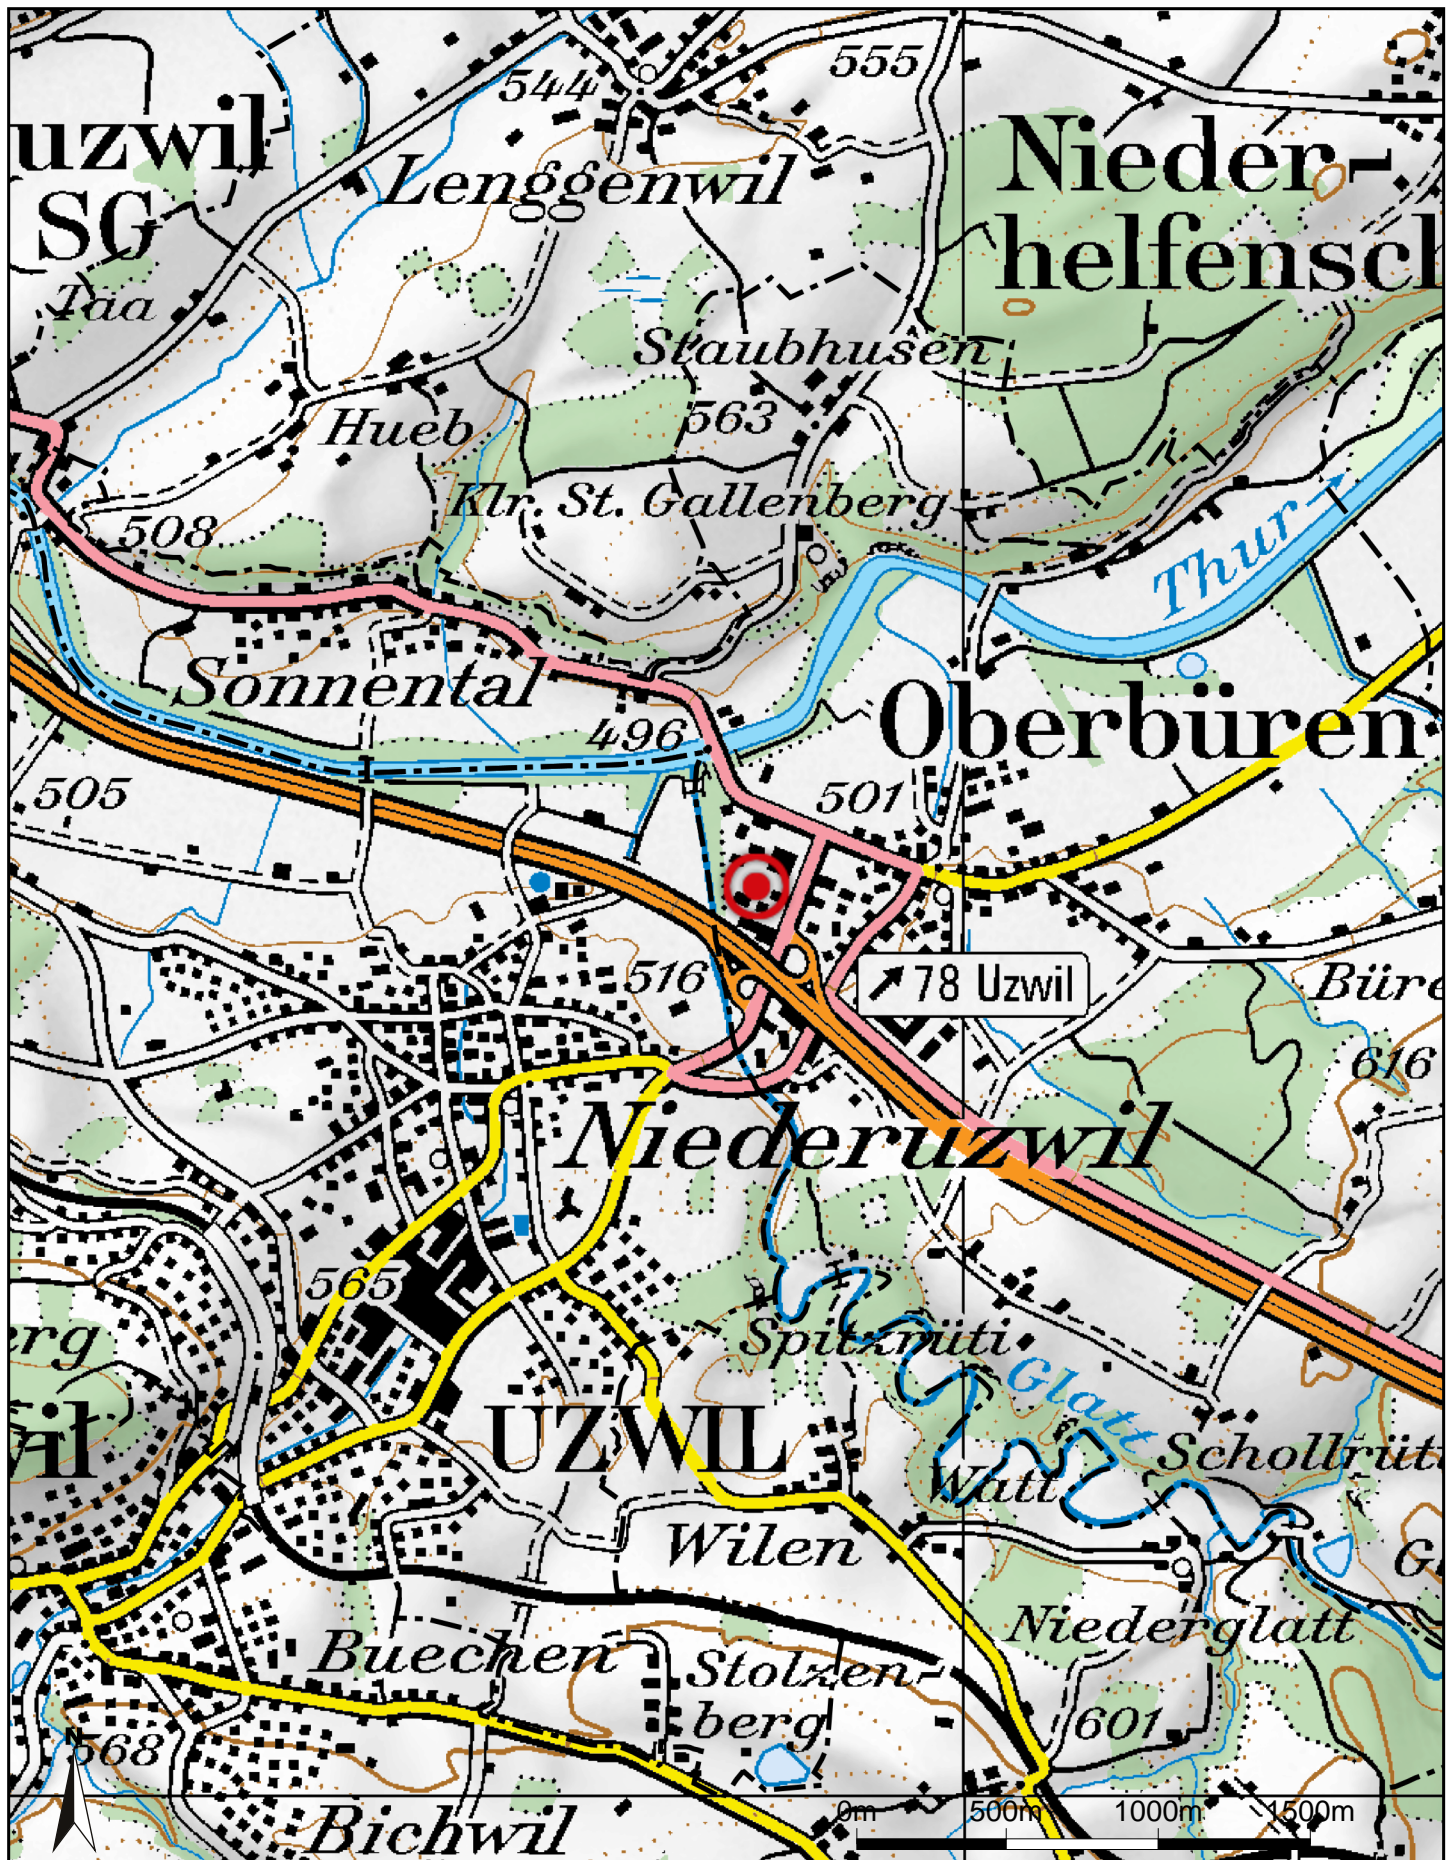 544
555
uzwil
SG
Lenggenwil
Nieder-
helfensch
Täa
Staubhusen
563
Hueb
Klr. St. Gallenberg
508
Thur
Sonnental
496
Oberbüren
505
501
516
78 Uzwil
Büre
616
Niederuzwil
565
erg
Spitzrüti
Glatt
wil
UZWIL
Watt
Schollrüti
Wilen
G
Niederglatt
Buechen
Stolzen-
berg
601
N
568
Bichwil
0m 500m 1000m 1500m